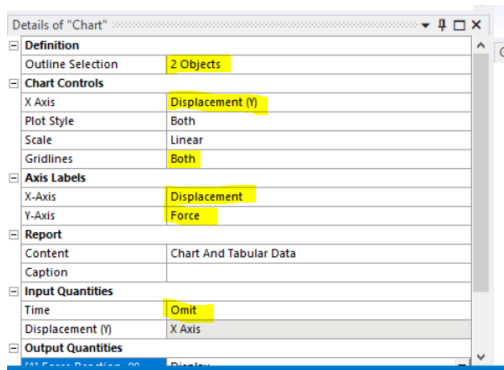 Details of "Chart"
Definition
Outline Selection 2 Objects
Chart Controls
X Axis Displacement (Y)
Plot Style Both
Scale Linear
Gridlines Both
Axis Labels
X-Axis Displacement
Y-Axis Force
Report
Content Chart And Tabular Data
Caption
Input Quantities
Time Omit
Displacement (Y) X Axis
Output Quantities